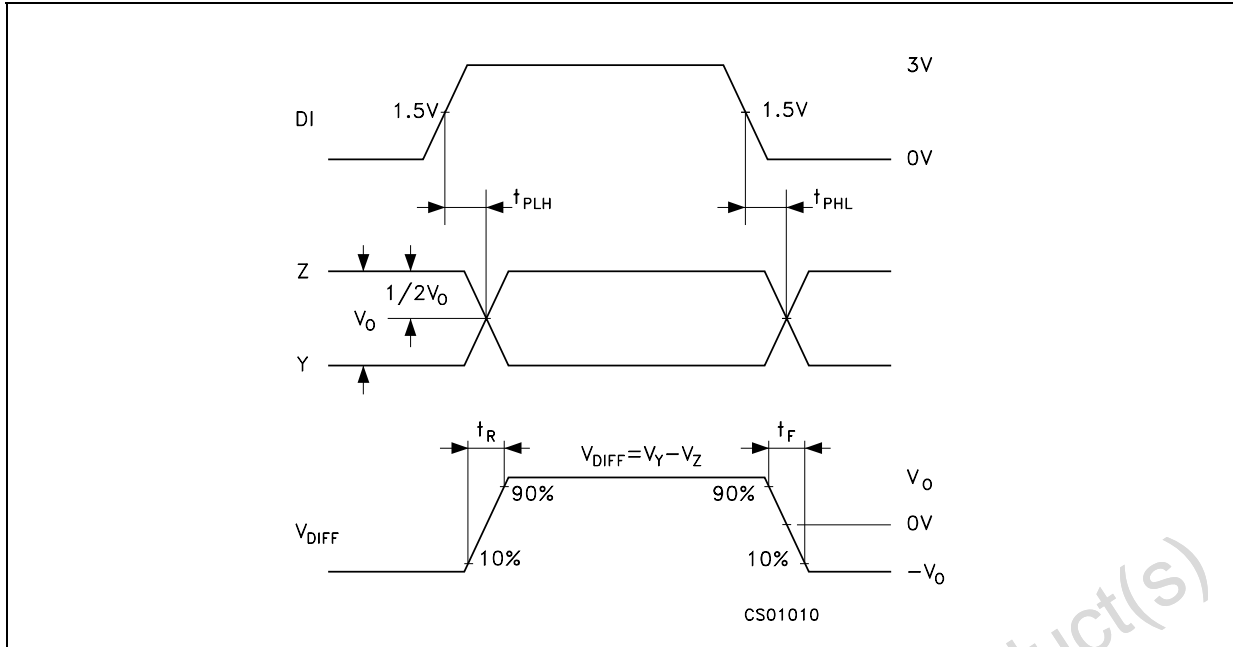 3V
DI
1.5V
1.5V
0V
tPLH
tPHL
Z
1/2VO
VO
Y
tR
tF
VDIFF=VY−VZ
VO
90%
90%
0V
VDIFF
10%
10%
−VO
CS01010